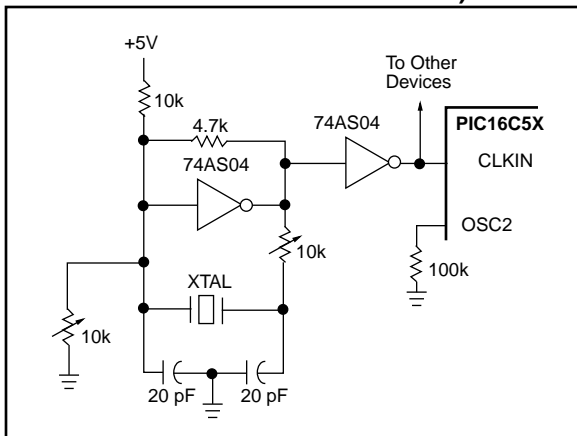 +5V
To Other
Devices
10k
4.7k
74AS04
74AS04
PIC16C5X
CLKIN
OSC2
10k
100k
XTAL
10k
20 pF
20 pF